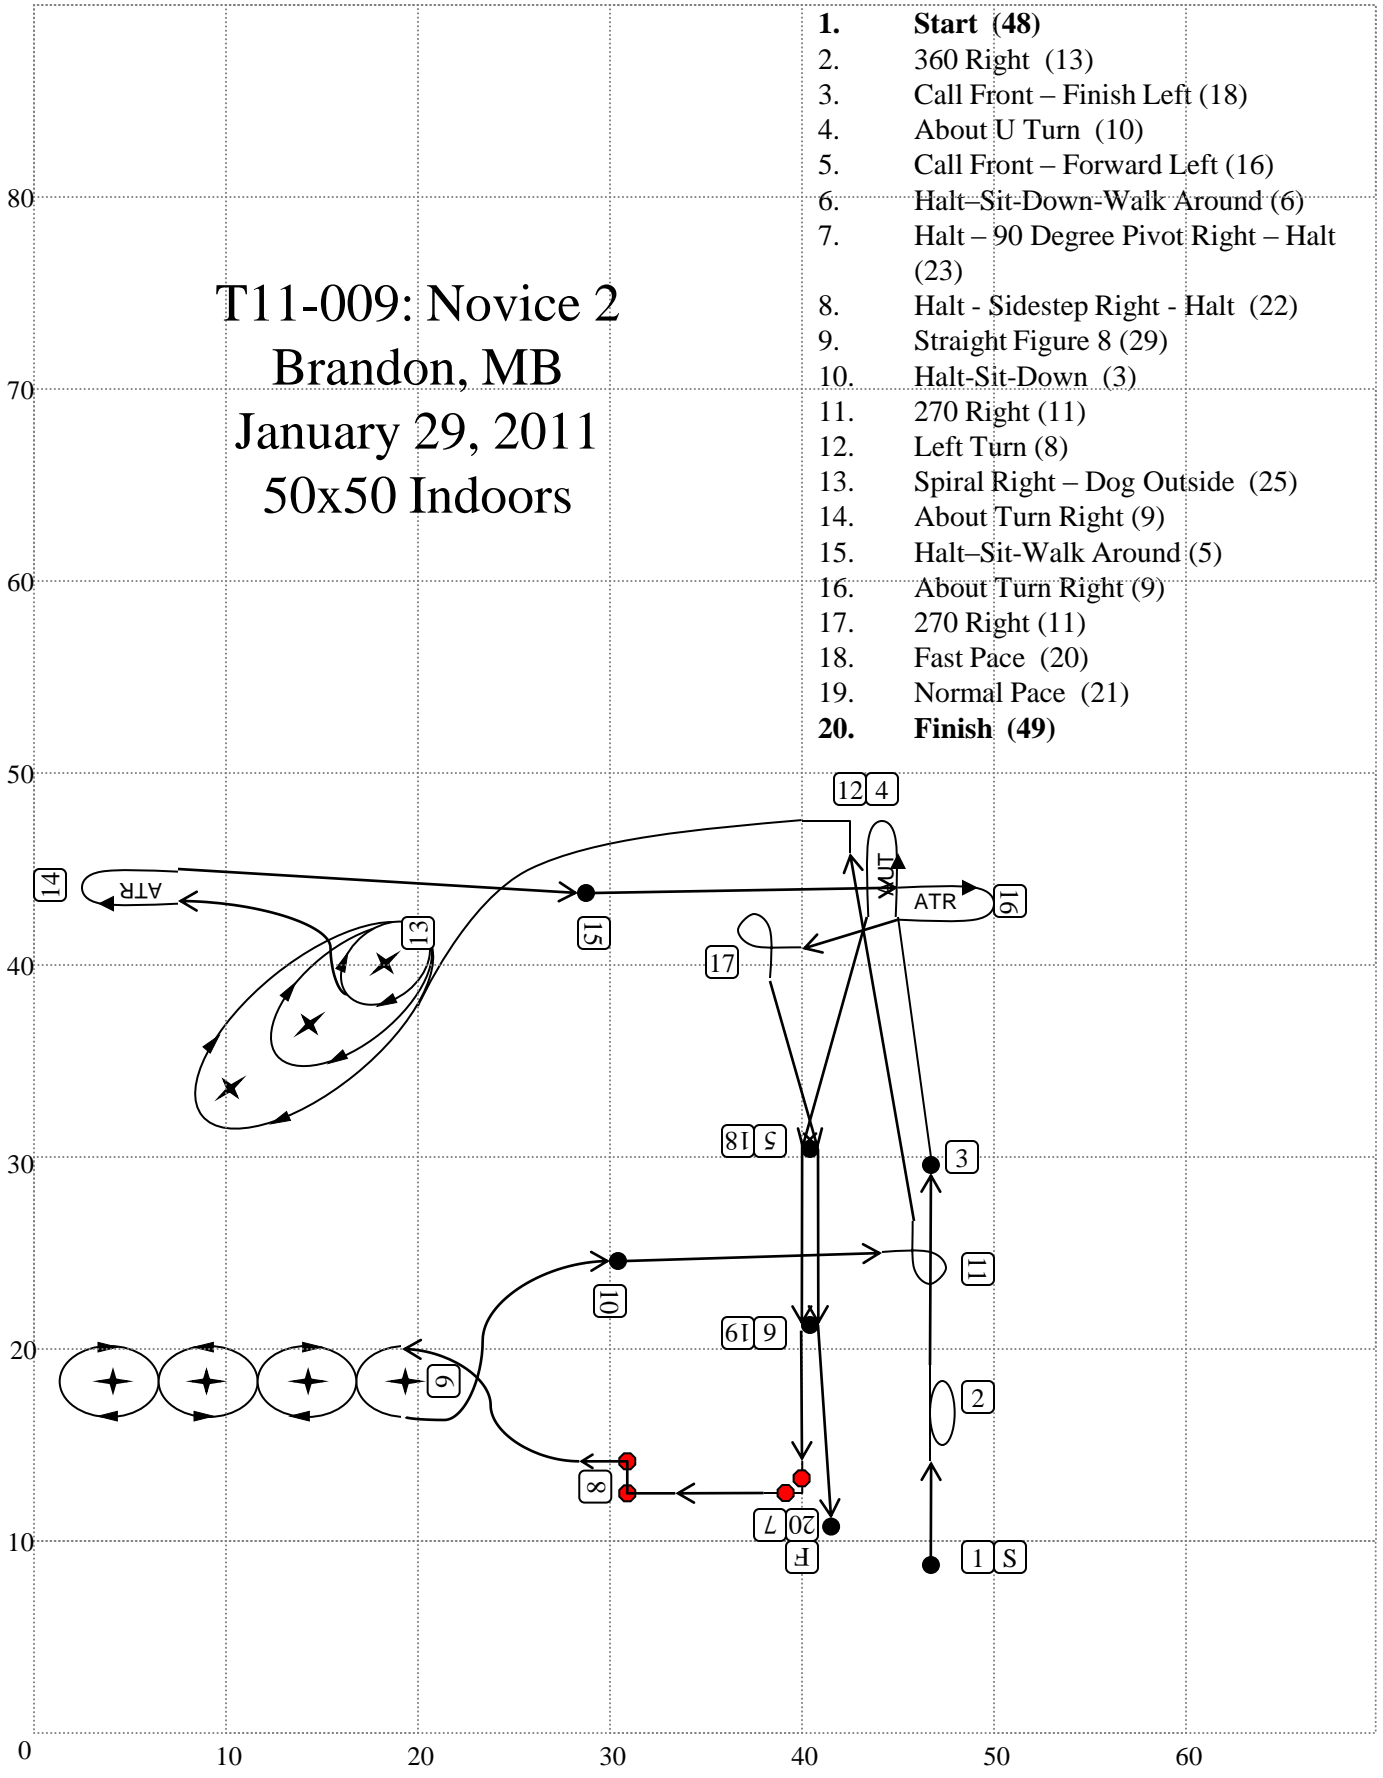 1. Start (48)
2. 360 Right (13)
3. Call Front – Finish Left (18)
4. About U Turn (10)
5. Call Front – Forward Left (16)
6. Halt–Sit-Down-Walk Around (6)
7. Halt – 90 Degree Pivot Right – Halt
(23)
8. Halt - Sidestep Right - Halt (22)
9. Straight Figure 8 (29)
10. Halt-Sit-Down (3)
11. 270 Right (11)
12. Left Turn (8)
13. Spiral Right – Dog Outside (25)
14. About Turn Right (9)
15. Halt–Sit-Walk Around (5)
16. About Turn Right (9)
17. 270 Right (11)
18. Fast Pace (20)
19. Normal Pace (21)
20. Finish (49)
T11-009: Novice 2
Brandon, MB
January 29, 2011
50x50 Indoors
80
70
60
50
12 4
14
ATR
ATR
16
13
15
40
17
18 5
3
30
11
10
19 6
20
9
2
8
7 20
F
10
1 S
0
10
20
30
40
50
60